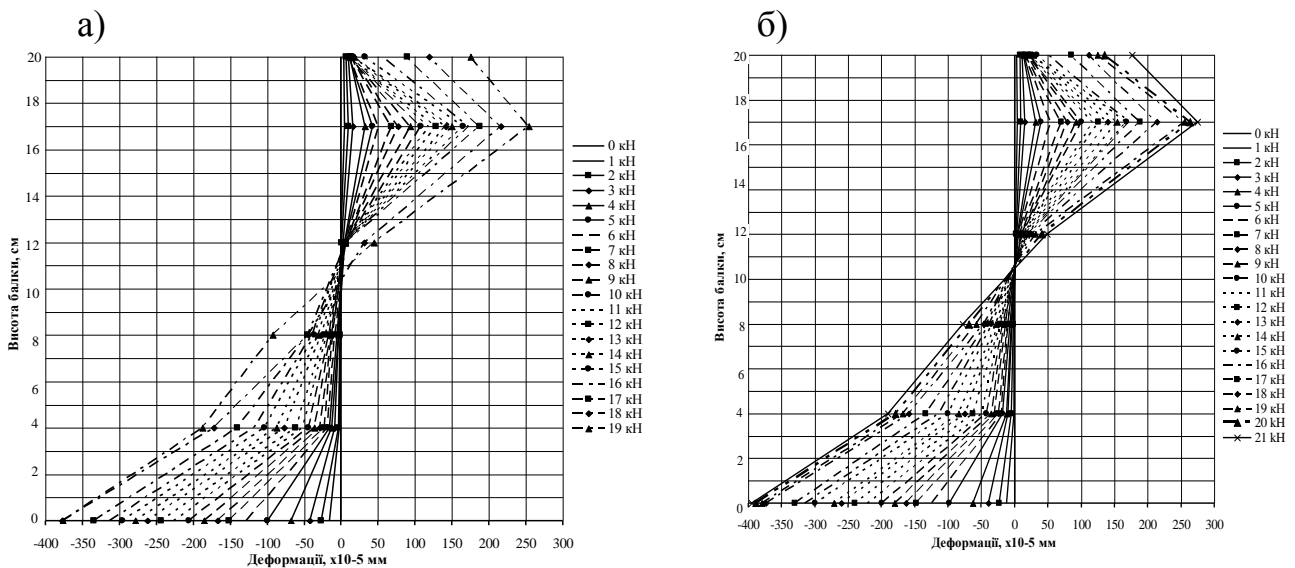 а)
Висота балки, см
20
18
16
14
12
10
8
6
4
2
0
-400 -350 -300 -250 -200 -150 -100 -50 0 50 100 150 200 250 300
Деформації, х10-5 мм
0 кН
1 кН
2 кН
3 кН
4 кН
5 кН
6 кН
7 кН
8 кН
9 кН
10 кН
11 кН
12 кН
13 кН
14 кН
15 кН
16 кН
17 кН
18 кН
19 кН
б)
Висота балки, см
20
18
16
14
12
10
8
6
4
2
0
-400 -350 -300 -250 -200 -150 -100 -50 0 50 100 150 200 250 300
Деформації, х10-5 мм
0 кН
1 кН
2 кН
3 кН
4 кН
5 кН
6 кН
7 кН
8 кН
9 кН
10 кН
11 кН
12 кН
13 кН
14 кН
15 кН
16 кН
17 кН
18 кН
19 кН
20 kH
21 kH